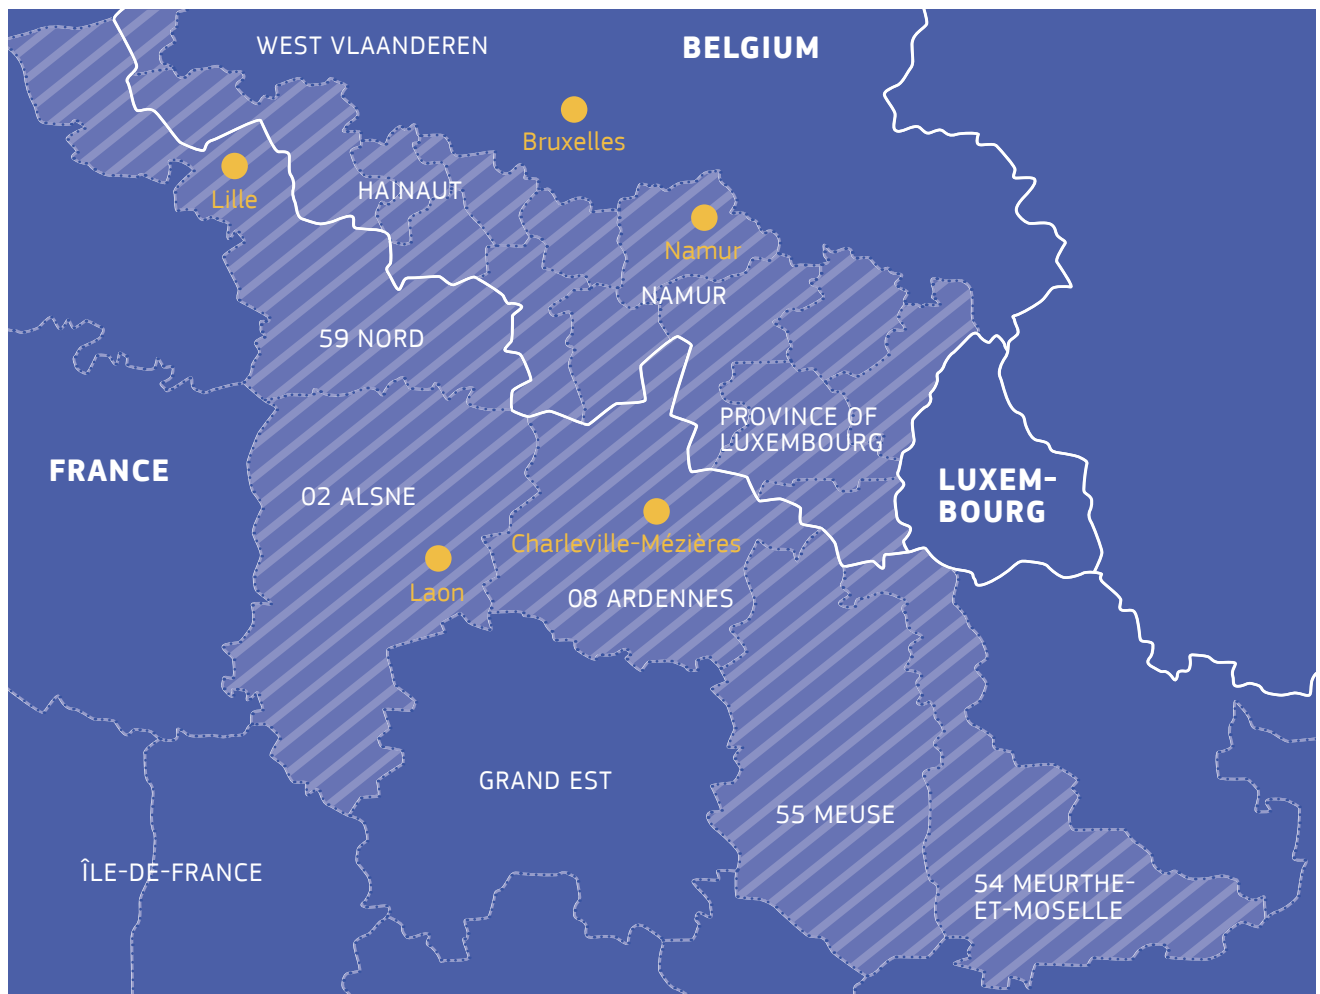 WEST VLAANDEREN
BELGIUM
Bruxelles
Lille
HAINAUT
Namur
NAMUR
59 NORD
PROVINCE OF
LUXEMBOURG
FRANCE
02 ALSNE
LUXEM-
BOURG
Charleville-Mézières
Laon
08 ARDENNES
GRAND EST
55 MEUSE
ÎLE-DE-FRANCE
54 MEURTHE-
ET-MOSELLE